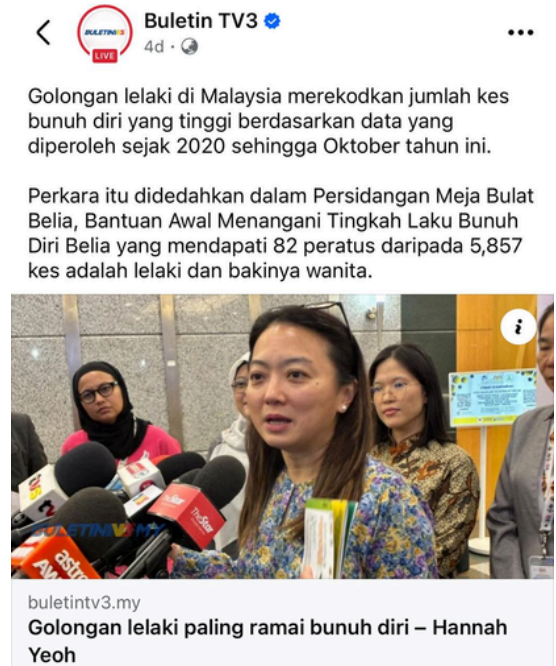 Buletin TV3
BULETINTV3
LIVE
4d
Golongan lelaki di Malaysia merekodkan jumlah kes
bunuh diri yang tinggi berdasarkan data yang
diperoleh sejak 2020 sehingga Oktober tahun ini.
Perkara itu didedahkan dalam Persidangan Meja Bulat
Belia, Bantuan Awal Menangani Tingkah Laku Bunuh
Diri Belia yang mendapati 82 peratus daripada 5,857
kes adalah lelaki dan bakinya wanita.
i
TheStar
BULETINTV3.MY
astro
AWA
buletintv3.my
Golongan lelaki paling ramai bunuh diri – Hannah
Yeoh